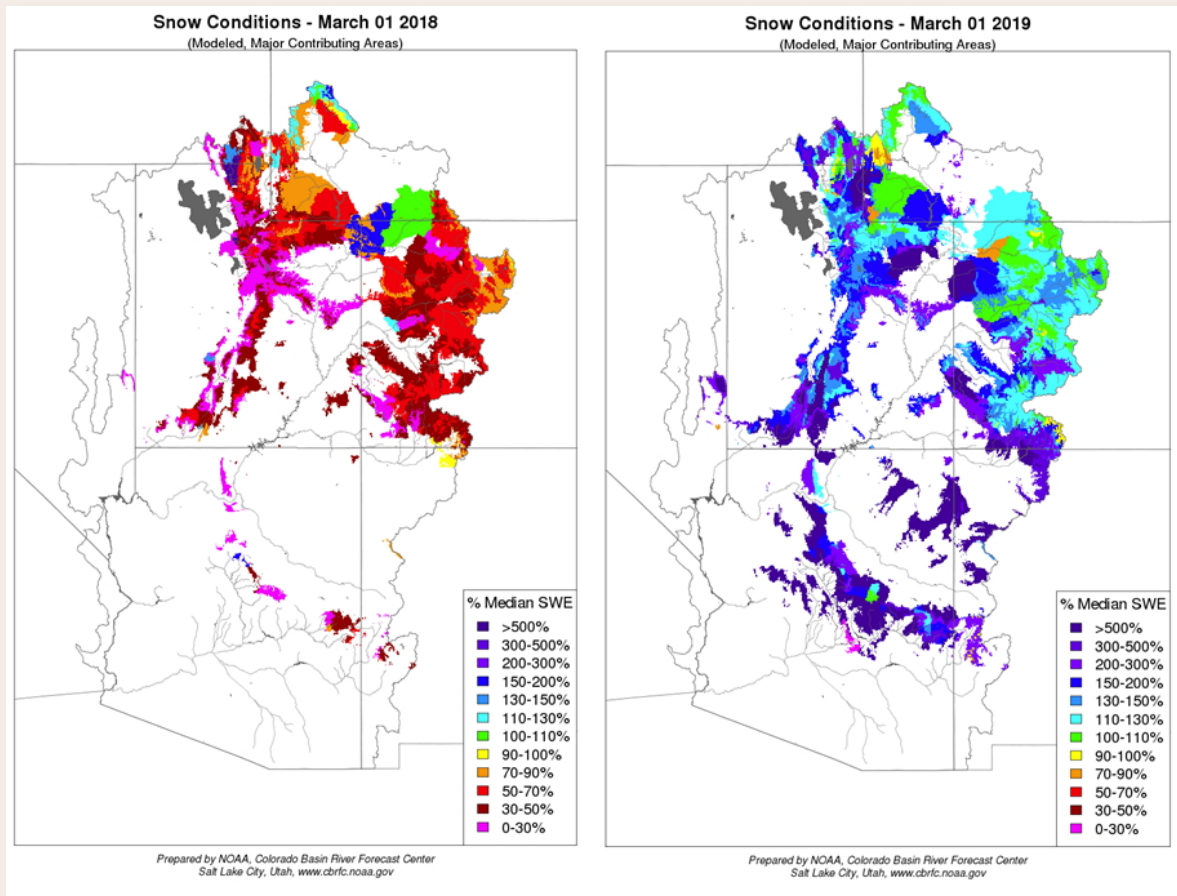 Snow Conditions - March 01 2018
(Modeled, Major Contributing Areas)
% Median SWE
>500%
300-500%
200-300%
150-200%
130-150%
110-130%
100-110%
90-100%
70-90%
50-70%
30-50%
0-30%
Prepared by NOAA, Colorado Basin River Forecast Center
Salt Lake City, Utah, www.cbrfc.noaa.gov
Snow Conditions - March 01 2019
(Modeled, Major Contributing Areas)
% Median SWE
>500%
300-500%
200-300%
150-200%
130-150%
110-130%
100-110%
90-100%
70-90%
50-70%
30-50%
0-30%
Prepared by NOAA, Colorado Basin River Forecast Center
Salt Lake City, Utah, www.cbrfc.noaa.gov